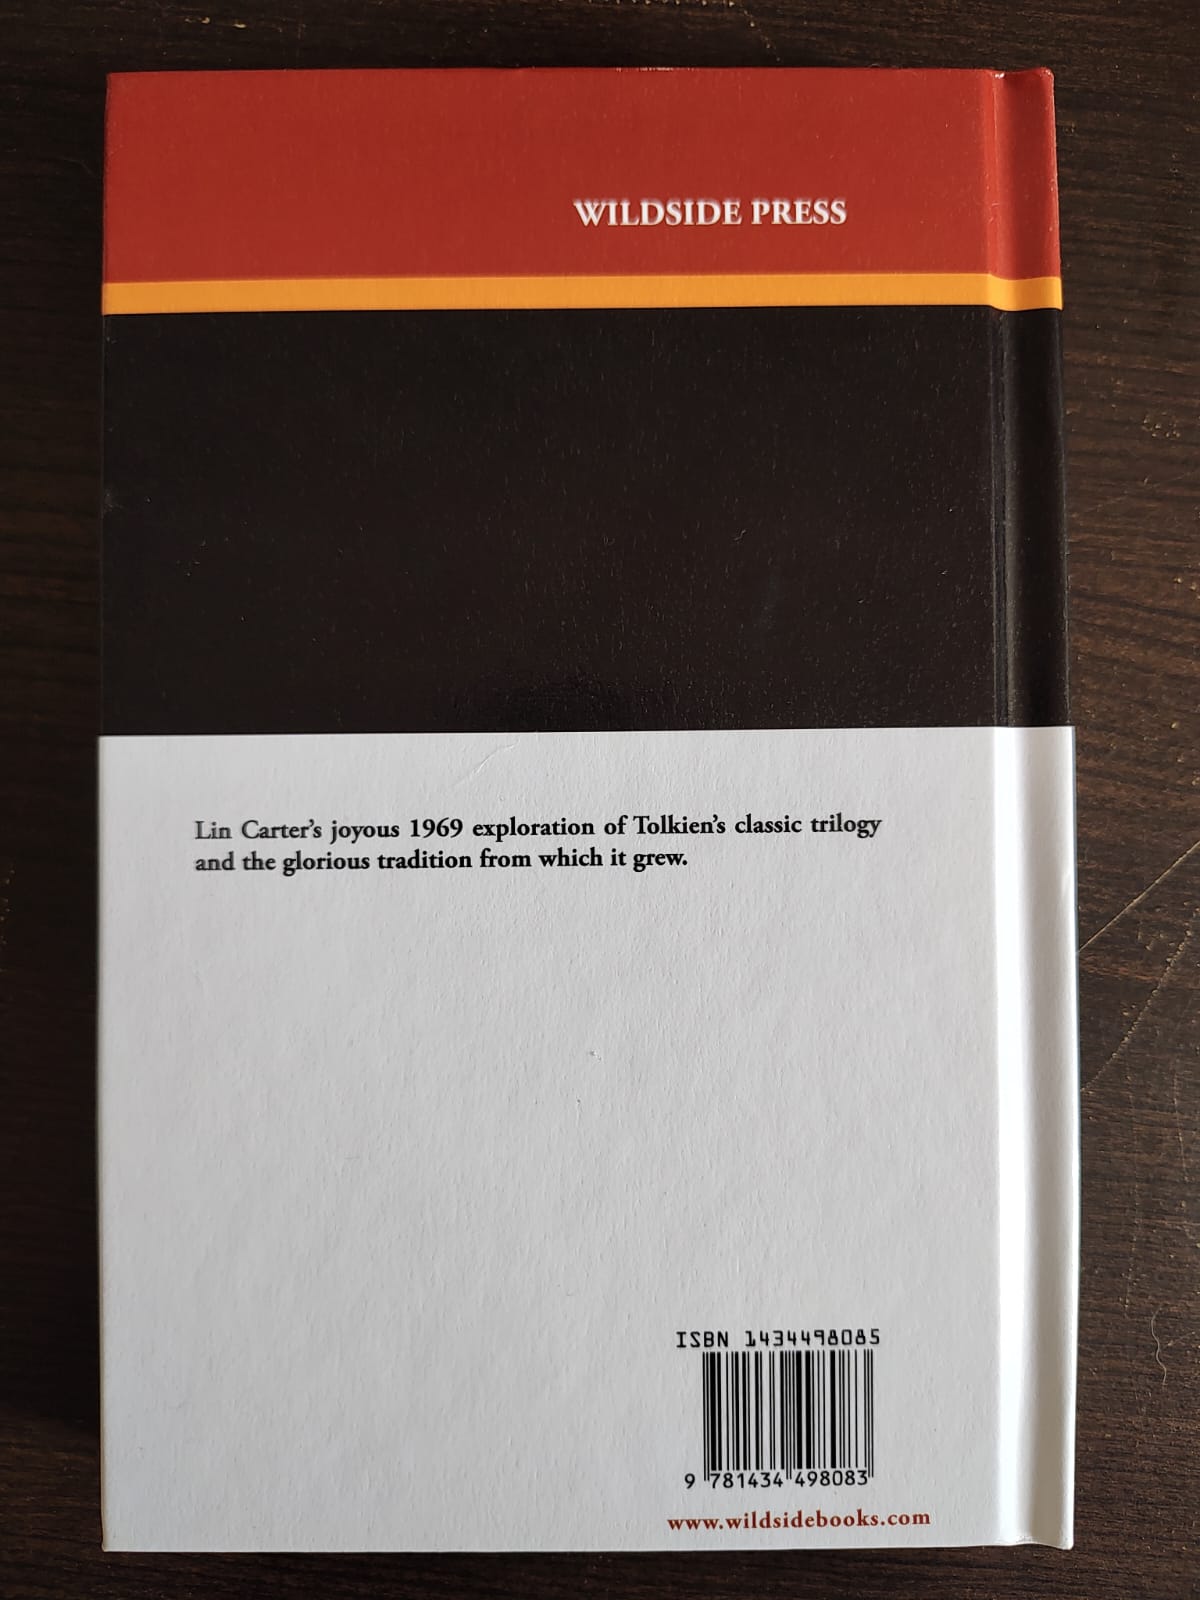 WILDSIDE PRESS
Lin Carter's joyous 1969 exploration of Tolkien's classic trilogy
and the glorious tradition from which it grew.
ISBN 1434498085
9 781434 498083
www.wildsidebooks.com